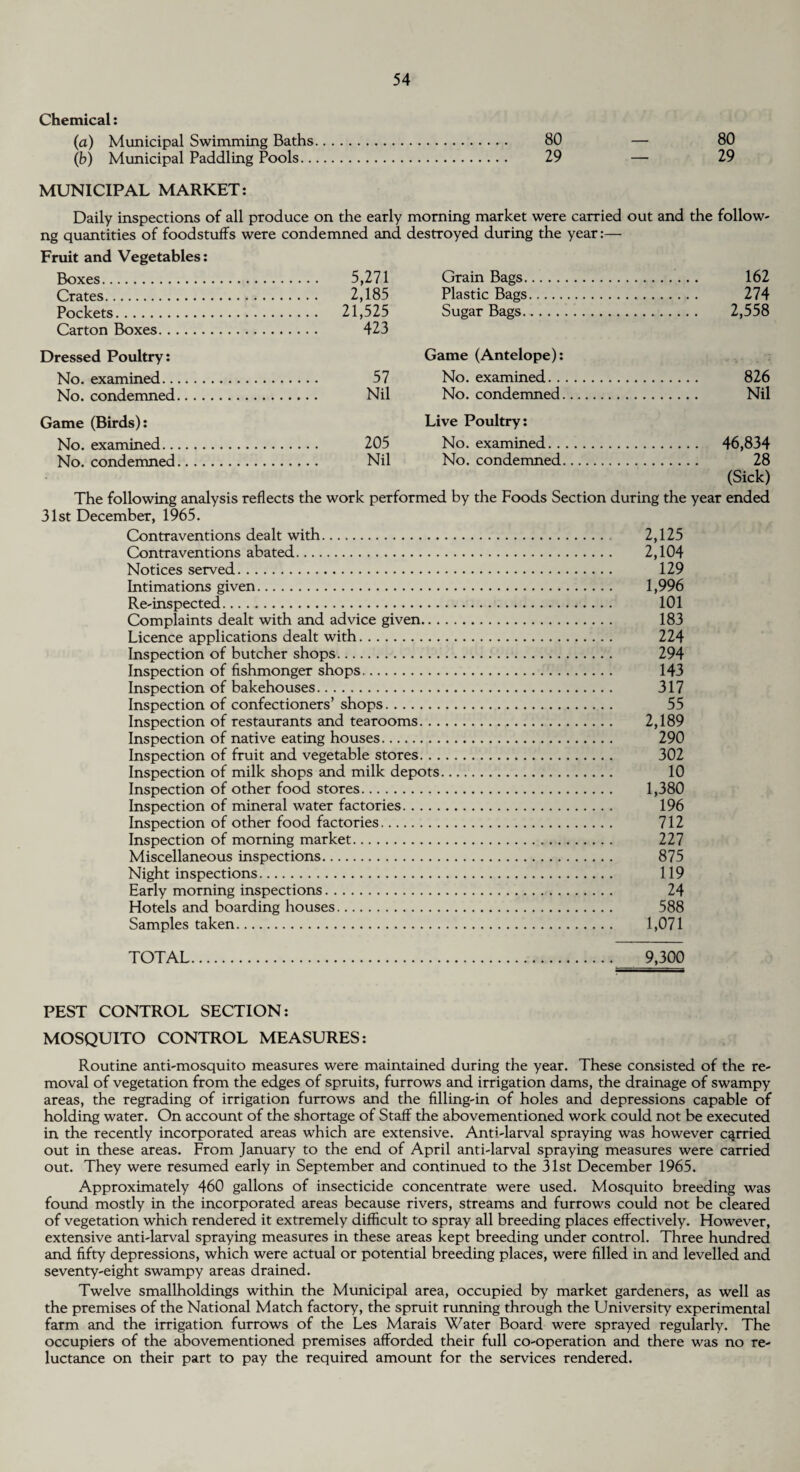 54
Chemical:
(a) Municipal Swimming Baths.......................... 80 — 80
(b) Municipal Paddling Pools............................ 29 — 29
MUNICIPAL MARKET:
Daily inspections of all produce on the early morning market were carried out and the follow-
ng quantities of foodstuffs were condemned and destroyed during the year:—
Fruit and Vegetables:
Boxes............................ 5,271 Grain Bags........................ 162
Crates............................ 2,185 Plastic Bags........................ 274
Pockets.......................... 21,525 Sugar Bags........................ 2,558
Carton Boxes..................... 423
Dressed Poultry: Game (Antelope):
No. examined..................... 57 No. examined..................... 826
No. condemned................... Nil No. condemned................... Nil
Game (Birds): Live Poultry:
No. examined..................... 205 No. examined..................... 46,834
No. condemned................... Nil No. condemned................... 28
(Sick)
The following analysis reflects the work performed by the Foods Section during the year ended
31st December, 1965.
Contraventions dealt with.................................... 2,125
Contraventions abated....................................... 2,104
Notices served............................................... 129
Intimations given............................................ 1,996
Re-inspected................................................. 101
Complaints dealt with and advice given........................ 183
Licence applications dealt with................................ 224
Inspection of butcher shops................................... 294
Inspection of fishmonger shops................................ 143
Inspection of bakehouses..................................... 317
Inspection of confectioners' shops............................. 55
Inspection of restaurants and tearooms......................... 2,189
Inspection of native eating houses............................. 290
Inspection of fruit and vegetable stores......................... 302
Inspection of milk shops and milk depots....................... 10
Inspection of other food stores................................ 1,380
Inspection of mineral water factories........................... 196
Inspection of other food factories.............................. 712
Inspection of morning market................................. 227
Miscellaneous inspections..................................... 875
Night inspections............................................ 119
Early morning inspections..................................... 24
Hotels and boarding houses................................... 588
Samples taken............................................... 1,071
TOTAL..................................................... 9,300
PEST CONTROL SECTION:
MOSQUITO CONTROL MEASURES:
Routine anti-mosquito measures were maintained during the year. These consisted of the re-
moval of vegetation from the edges of spruits, furrows and irrigation dams, the drainage of swampy
areas, the regrading of irrigation furrows and the filling-in of holes and depressions capable of
holding water. On account of the shortage of Staff the abovementioned work could not be executed
in the recently incorporated areas which are extensive. Anti-larval spraying was however carried
out in these areas. From January to the end of April anti-larval spraying measures were carried
out. They were resumed early in September and continued to the 31st December 1965.
Approximately 460 gallons of insecticide concentrate were used. Mosquito breeding was
found mostly in the incorporated areas because rivers, streams and furrows could not be cleared
of vegetation which rendered it extremely difficult to spray all breeding places effectively. However,
extensive anti-larval spraying measures in these areas kept breeding under control. Three hundred
and fifty depressions, which were actual or potential breeding places, were filled in and levelled and
seventy-eight swampy areas drained.
Twelve smallholdings within the Municipal area, occupied by market gardeners, as well as
the premises of the National Match factory, the spruit running through the University experimental
farm and the irrigation furrows of the Les Marais Water Board were sprayed regularly. The
occupiers of the abovementioned premises afforded their full co-operation and there was no re-
luctance on their part to pay the required amount for the services rendered.